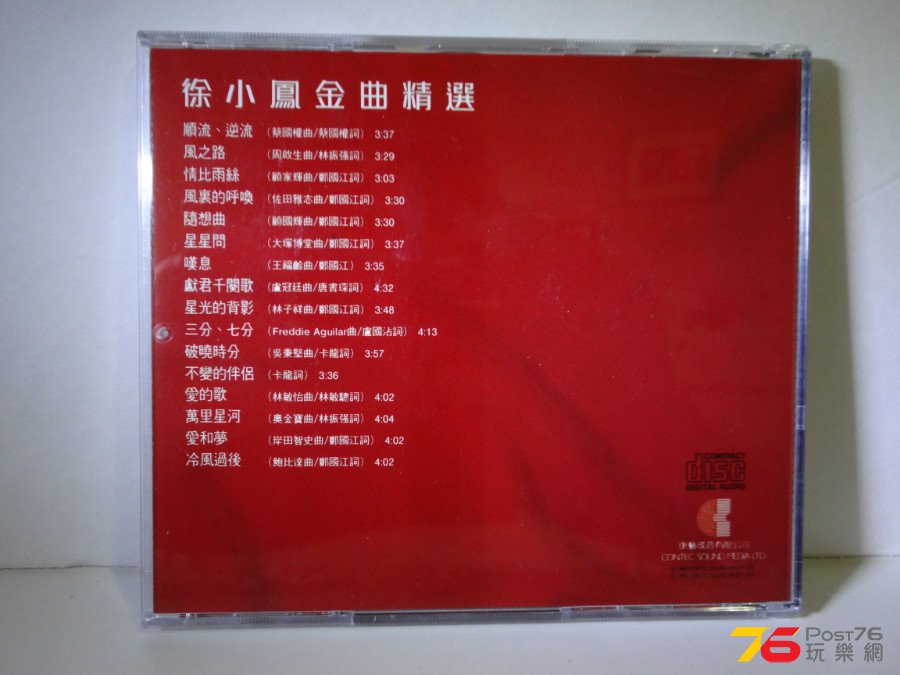 徐小鳳金曲精選
順流、逆流 (蔡國權曲/蔡國權詞) 3:37
風之路 (周啟生曲/林振强詞) 3:29
情比雨絲 (顧家輝曲/鄭國江詞) 3:03
風裏的呼喚 (佐田雅志曲/鄭國江詞) 3:30
隨想曲 (顧國輝曲/鄭國江詞) 3:30
星星問 (大塚博堂曲/鄭國江詞) 3:37
嘆息 (王福齡曲/鄭國江) 3:35
獻君千闋歌 (盧冠廷曲/唐書琛詞) 4:32
星光的背影 (林子祥曲/鄭國江詞) 3:48
三分、七分 (Freddie Aguilar曲/盧國沾詞) 4:13
破曉時分 (吳秉堅曲/卡龍詞) 3:57
不變的伴侶 (卡龍詞) 3:36
愛的歌 (林敏怡曲/林敏驄詞) 4:02
萬里星河 (奧金寶曲/林振强詞) 4:04
愛和夢 (岸田智史曲/鄭國江詞) 4:02
冷風過後 (鮑比達曲/鄭國江詞) 4:02
COMPACT
disc
DIGITAL AUDIO
康藝成音有限公司
CONTEC SOUND MEDIA LTD
76 Post76
玩樂網